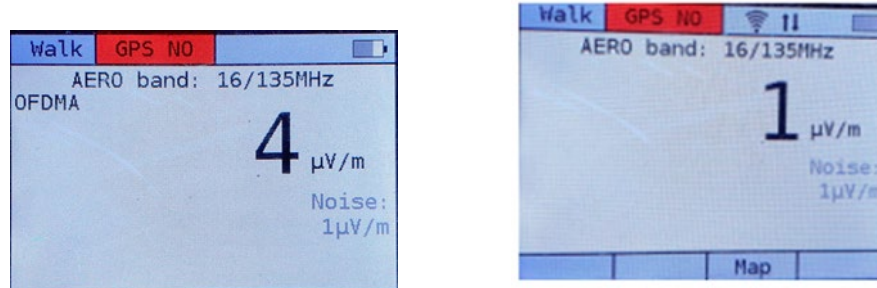 Walk GPS NO
AERO band: 16/135MHz
OFDMA
4 µV/m
Noise:
1µV/m
Walk GPS NO
AERO band: 16/135MHz
1 µV/m
Noise:
1µV/m
Map